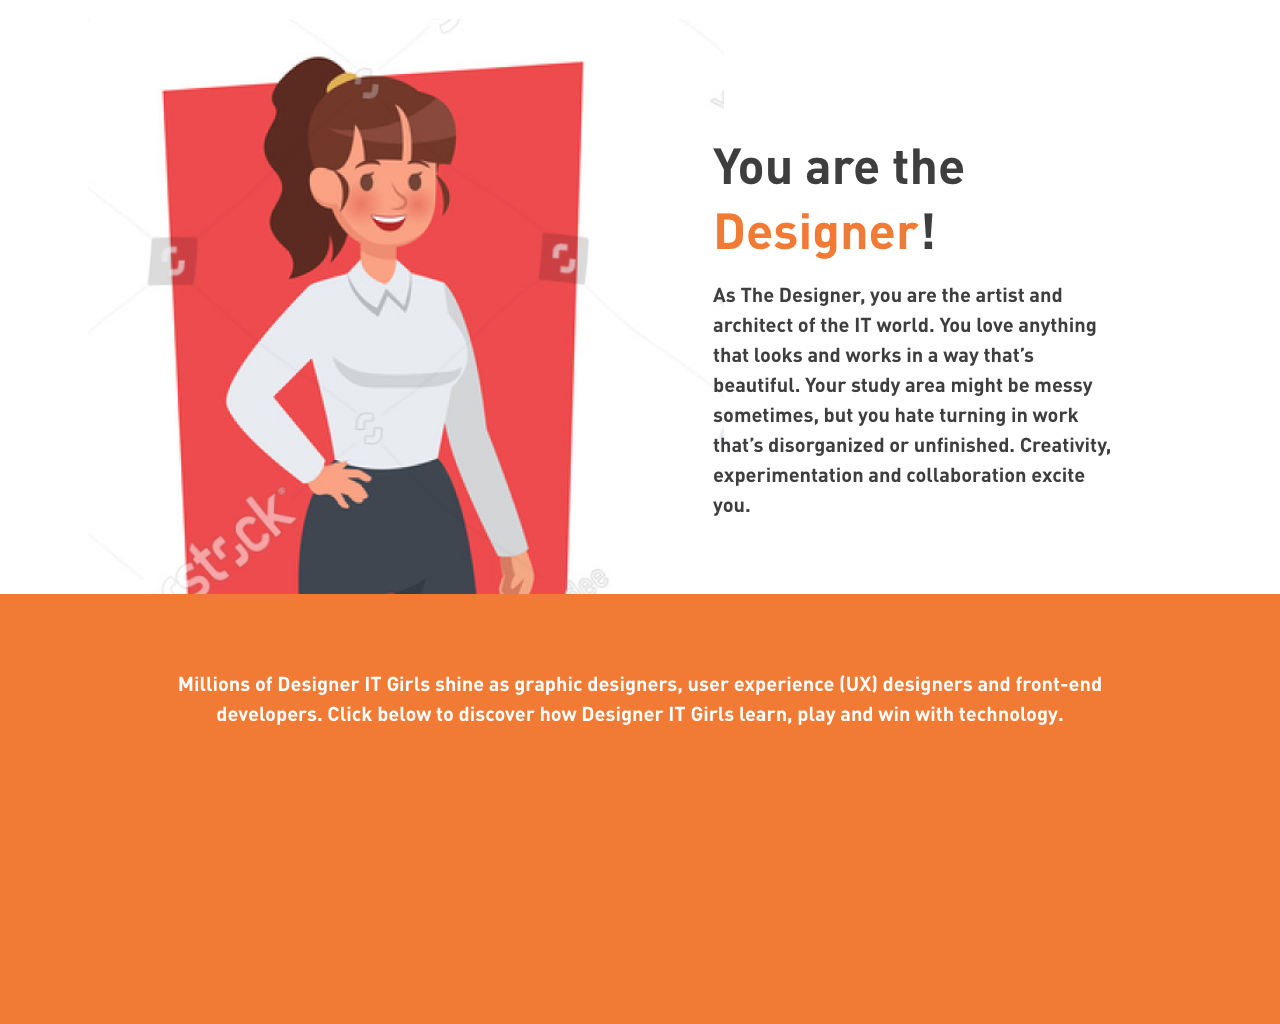 You are the
Designer!
As The Designer, you are the artist and
architect of the IT world. You love anything
that looks and works in a way that’s
beautiful. Your study area might be messy
sometimes, but you hate turning in work
that’s disorganized or unfinished. Creativity,
experimentation and collaboration excite
you.
Millions of Designer IT Girls shine as graphic designers, user experience (UX) designers and front-end
developers. Click below to discover how Designer IT Girls learn, play and win with technology.